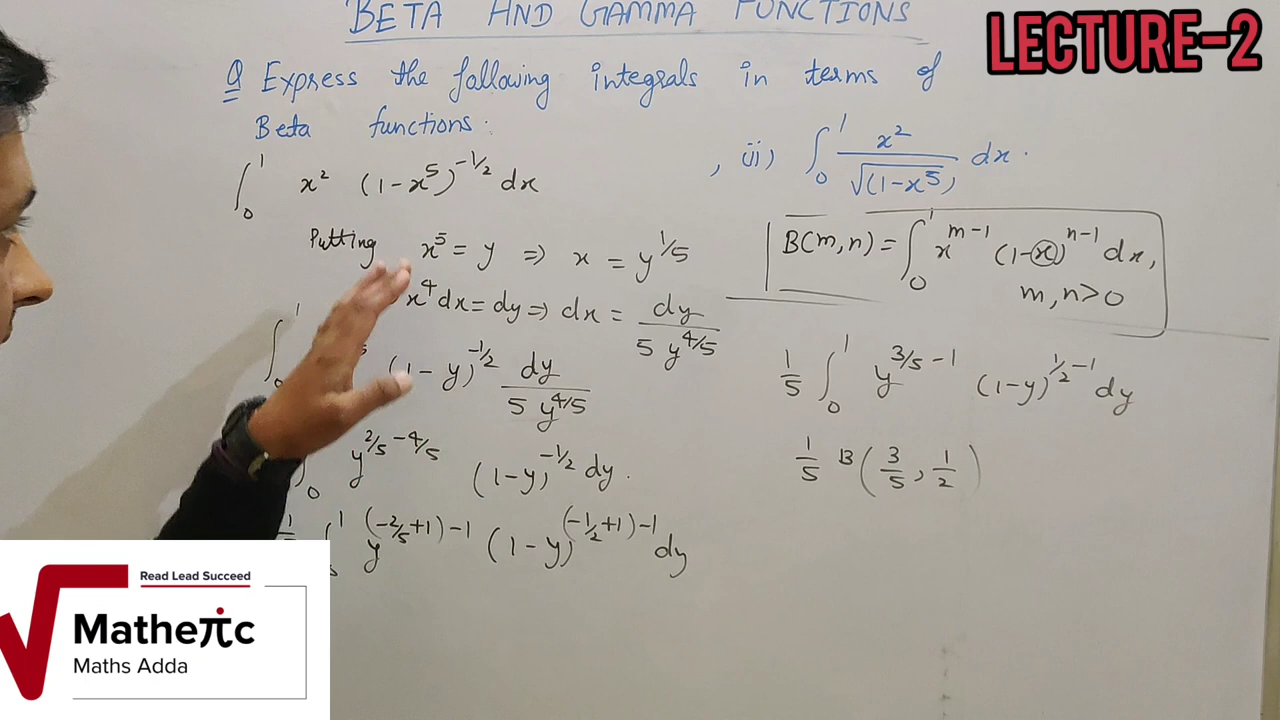 BETA AND GAMMA FUNCTIONS
LECTURE-2
Q Express the following integrals in terms of
Beta functions.
, ii) ∫₀¹ x²/√(1-x⁵) dx.
∫₀¹ x² (1-x⁵)^(-1/2) dx
Putting x⁵ = y ⇒ x = y^(1/5)
x⁴dx = dy ⇒ dx = dy/(5 y^(4/5))
(1-y)^(-1/2) dy/(5 y^(4/5))
y^(2/5 - 4/5) (1-y)^(-1/2) dy.
∫¹ y^((-2/5+1)-1) (1-y)^((-1/2+1)-1) dy
B(m,n) = ∫₀¹ x^(m-1) (1-x)^(n-1) dx,
m,n>0
1/5 ∫₀¹ y^(3/5 - 1) (1-y)^(1/2 - 1) dy
1/5 B(3/5, 1/2)
Read Lead Succeed
Matheπc
Maths Adda